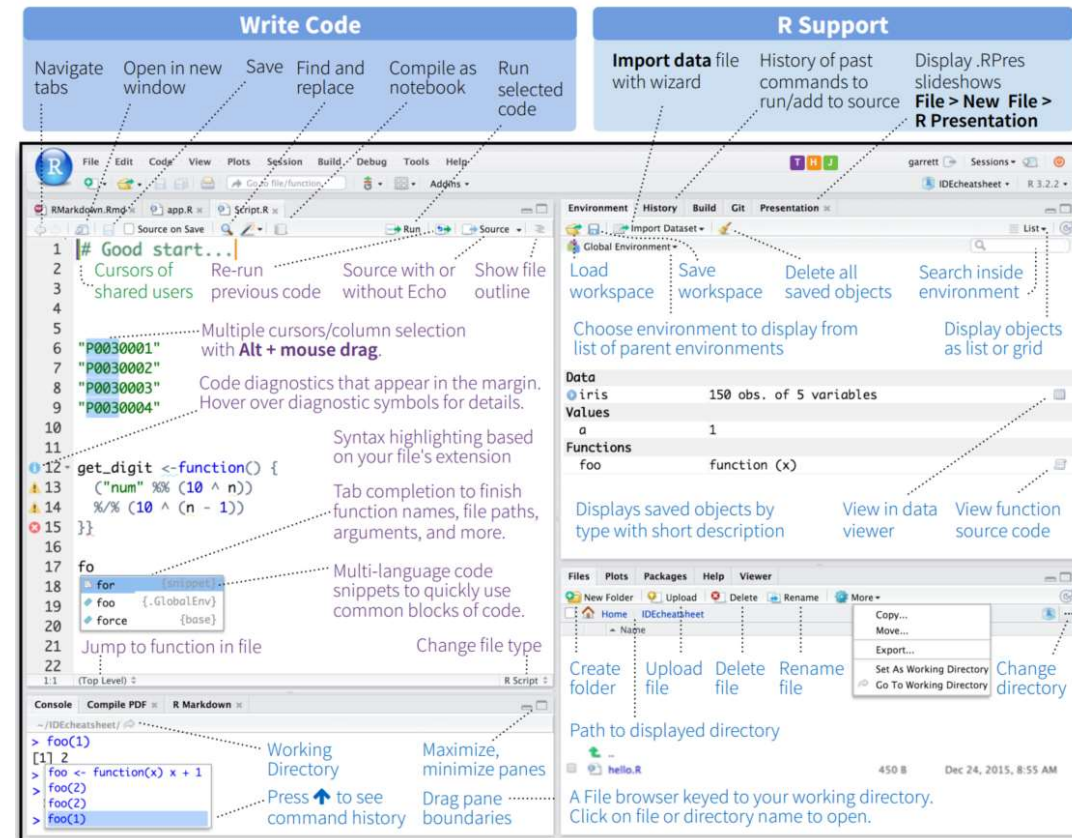 Write Code
Navigate tabs
Open in new window
Save
Find and replace
Compile as notebook
Run selected code
R Support
Import data file with wizard
History of past commands to run/add to source
Display .RPres slideshows
File > New File > R Presentation
R
File Edit Code View Plots Session Build Debug Tools Help
T H J
garrett
Sessions
Go to file/function
Addins
IDEcheatsheet
R 3.2.2
RMarkdown.Rmd
app.R
Script.R
Source on Save
Run
Source
1 # Good start...
2 Cursors of
3 shared users
Re-run previous code
Source with or without Echo
Show file outline
4
5
Multiple cursors/column selection
with Alt + mouse drag.
6 "P0030001"
7 "P0030002"
8 "P0030003"
9 "P0030004"
Code diagnostics that appear in the margin.
Hover over diagnostic symbols for details.
10
11
Syntax highlighting based
on your file's extension
12 get_digit <-function() {
13 ("num" %% (10 ^ n))
14 %/% (10 ^ (n - 1))
15 }}
Tab completion to finish
function names, file paths,
arguments, and more.
16
17 fo
18 for {snippet}
19 foo {.GlobalEnv}
20 force {base}
Multi-language code
snippets to quickly use
common blocks of code.
21 Jump to function in file
Change file type
22
1:1 (Top Level)
R Script
Console Compile PDF R Markdown
~/IDEcheatsheet/
> foo(1)
[1] 2
> foo <- function(x) x + 1
> foo(2)
foo(2)
> foo(1)
Working Directory
Press to see
command history
Maximize,
minimize panes
Drag pane
boundaries
Environment History Build Git Presentation
Import Dataset
List
Global Environment
Load workspace
Save workspace
Delete all saved objects
Search inside environment
Choose environment to display from
list of parent environments
Display objects
as list or grid
Data
iris 150 obs. of 5 variables
Values
a 1
Functions
foo function (x)
Displays saved objects by
type with short description
View in data viewer
View function source code
Files Plots Packages Help Viewer
New Folder Upload Delete Rename More
Home IDEcheatsheet
Name
Copy...
Move...
Export...
Set As Working Directory
Go To Working Directory
Create folder
Upload file
Delete file
Rename file
Change directory
Path to displayed directory
..
hello.R 450 B Dec 24, 2015, 8:55 AM
A File browser keyed to your working directory.
Click on file or directory name to open.